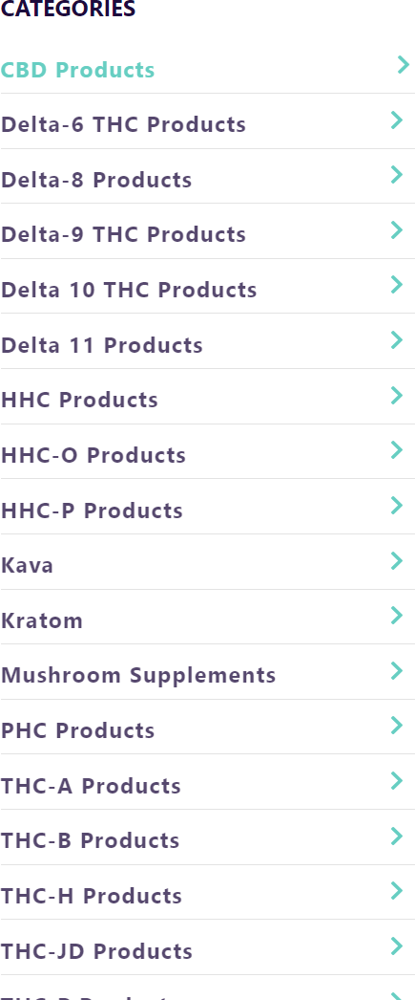 CATEGORIES
CBD Products
Delta-6 THC Products
Delta-8 Products
Delta-9 THC Products
Delta 10 THC Products
Delta 11 Products
HHC Products
HHC-O Products
HHC-P Products
Kava
Kratom
Mushroom Supplements
PHC Products
THC-A Products
THC-B Products
THC-H Products
THC-JD Products